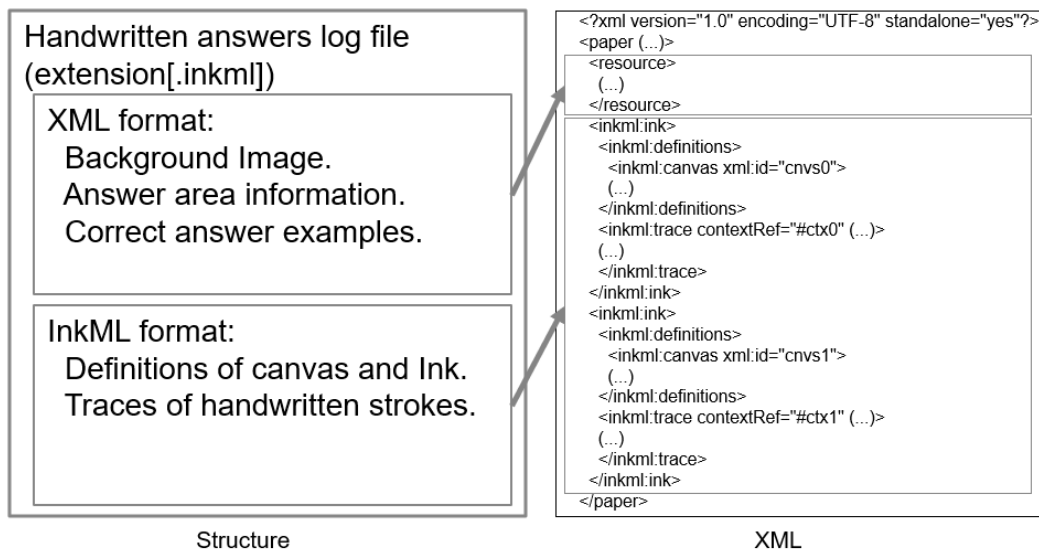 Handwritten answers log file
(extension[.inkml])
XML format:
Background Image.
Answer area information.
Correct answer examples.
InkML format:
Definitions of canvas and Ink.
Traces of handwritten strokes.
Structure
<?xml version="1.0" encoding="UTF-8" standalone="yes"?>
<paper (...)>
<resource>
(...)
</resource>
<inkml:ink>
<inkml:definitions>
<inkml:canvas xml:id="cnvs0">
(...)
</inkml:definitions>
<inkml:trace contextRef="#ctx0" (...)>
(...)
</inkml:trace>
</inkml:ink>
<inkml:ink>
<inkml:definitions>
<inkml:canvas xml:id="cnvs1">
(...)
</inkml:definitions>
<inkml:trace contextRef="#ctx1" (...)>
(...)
</inkml:trace>
</inkml:ink>
</paper>
XML